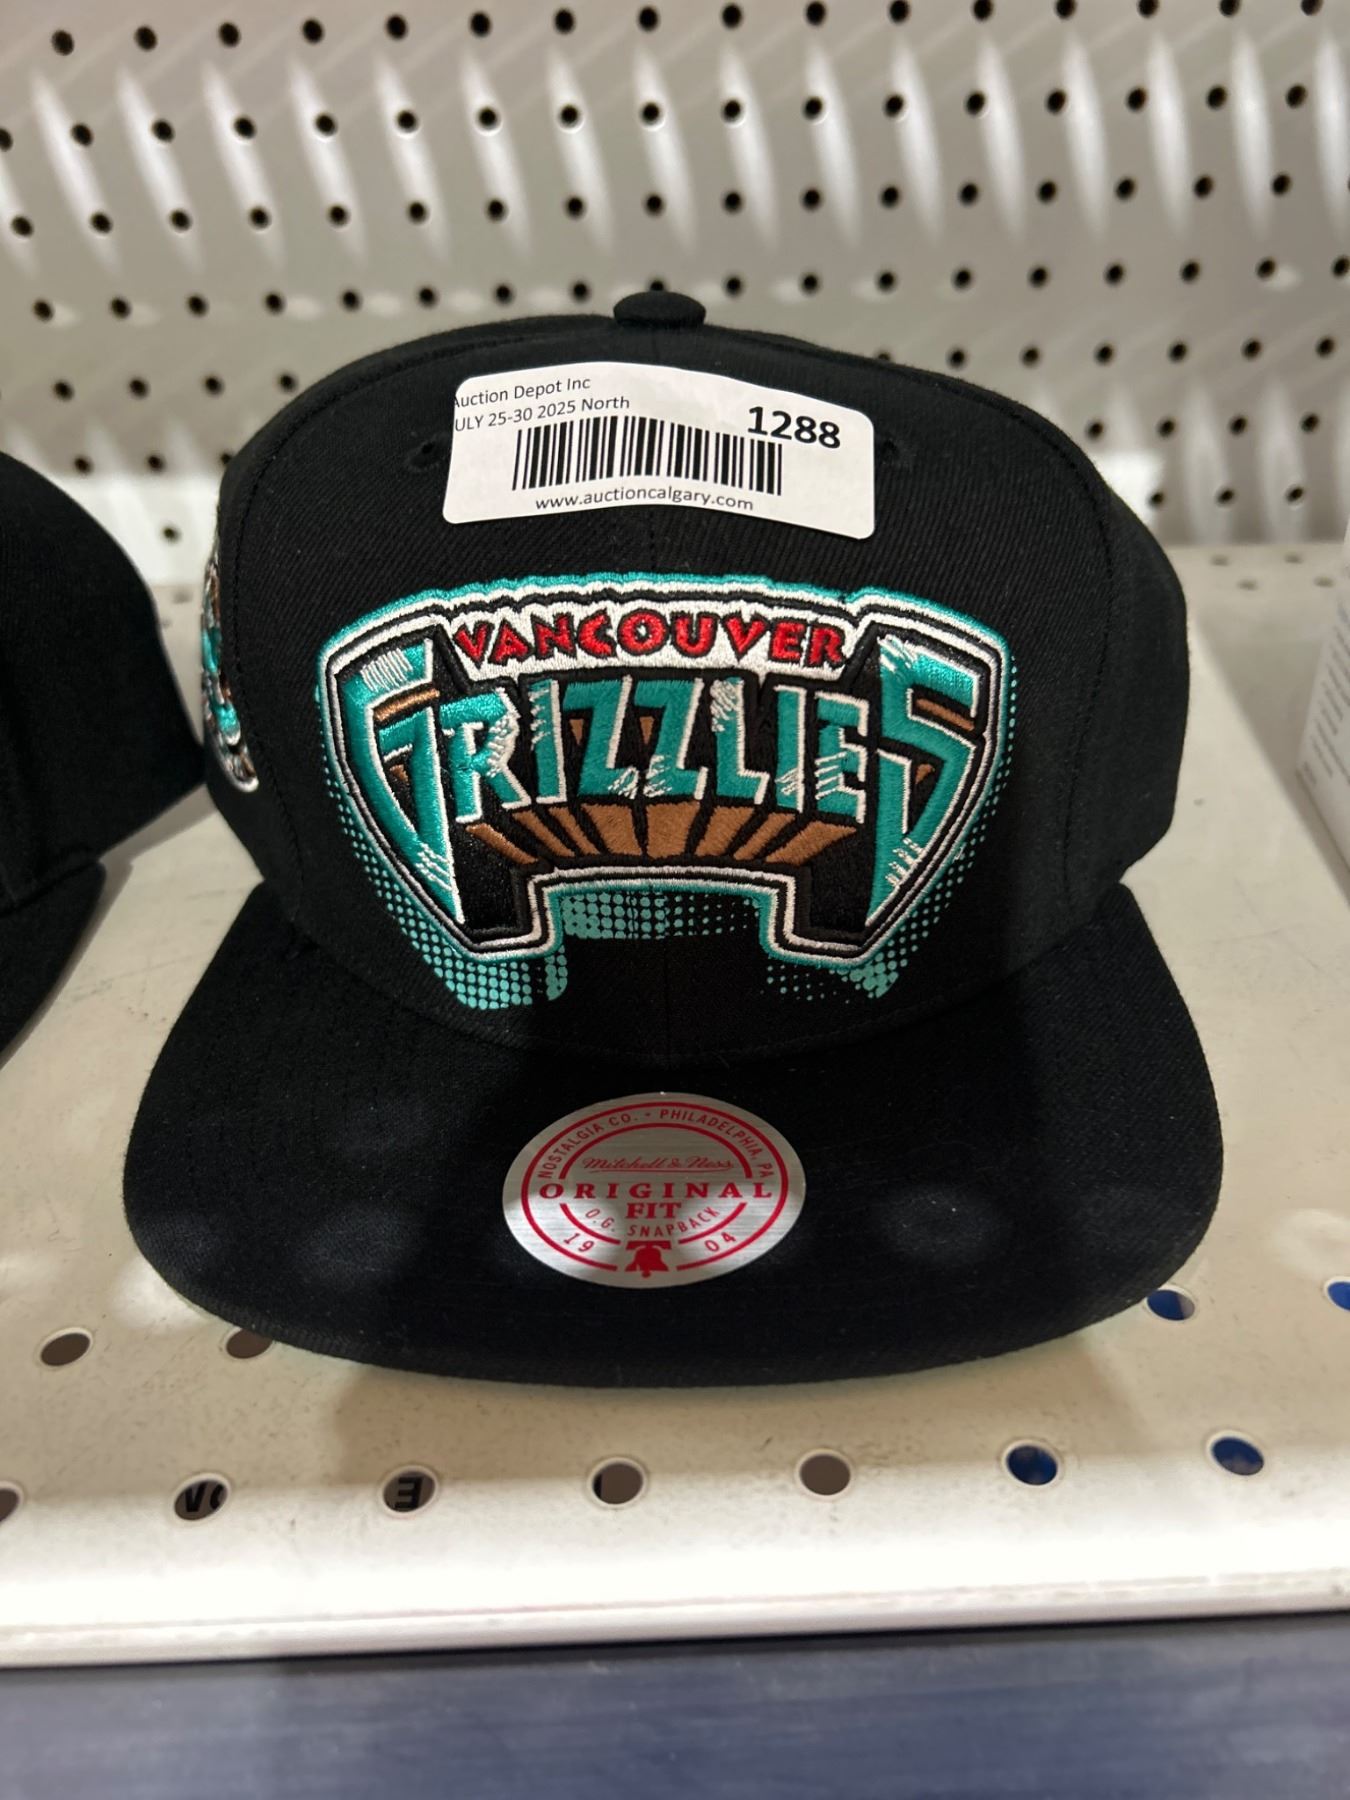 uction Depot Inc
ULY 25-30 2025 North
1288
www.auctioncalgary.com
VANCOUVER
GRIZZLIES
NOSTALGIA CO. • PHILADELPHIA, PA
Mitchell & Ness
ORIGINAL
FIT
O.G. SNAPBACK
19 04